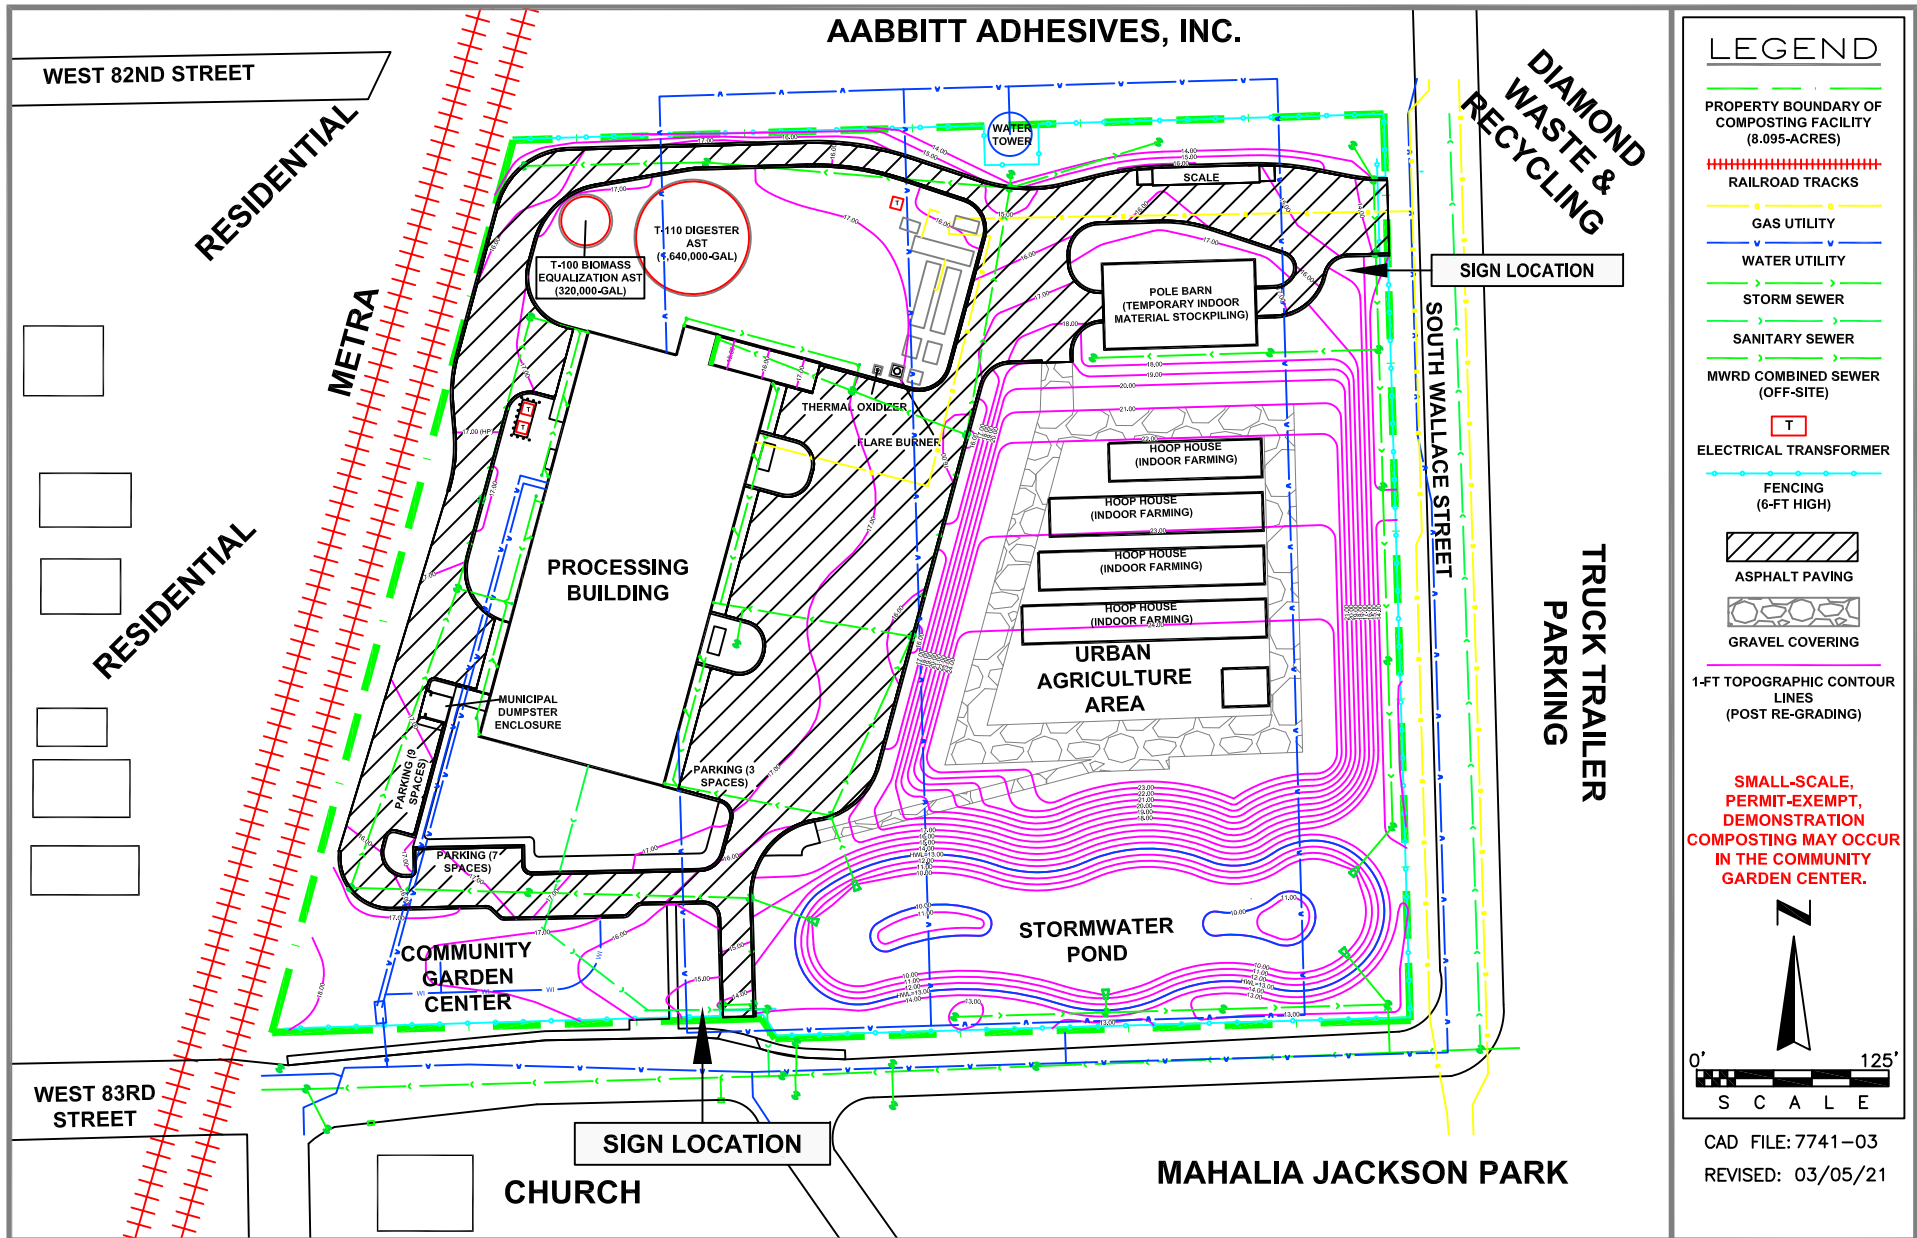 AABBITT ADHESIVES, INC.
WEST 82ND STREET
RESIDENTIAL
METRA
RESIDENTIAL
DIAMOND
WASTE &
RECYCLING
WATER
TOWER
SCALE
T-110 DIGESTER
AST
(1,640,000-GAL)
T-100 BIOMASS
EQUALIZATION AST
(320,000-GAL)
POLE BARN
(TEMPORARY INDOOR
MATERIAL STOCKPILING)
SIGN LOCATION
SOUTH WALLACE STREET
THERMAL OXIDIZER
FLARE BURNER
HOOP HOUSE
(INDOOR FARMING)
HOOP HOUSE
(INDOOR FARMING)
HOOP HOUSE
(INDOOR FARMING)
HOOP HOUSE
(INDOOR FARMING)
PROCESSING
BUILDING
URBAN
AGRICULTURE
AREA
TRUCK TRAILER
PARKING
MUNICIPAL
DUMPSTER
ENCLOSURE
PARKING (9
SPACES)
PARKING (3
SPACES)
PARKING (7
SPACES)
COMMUNITY
GARDEN
CENTER
STORMWATER
POND
WEST 83RD
STREET
SIGN LOCATION
CHURCH
MAHALIA JACKSON PARK
LEGEND
PROPERTY BOUNDARY OF
COMPOSTING FACILITY
(8.095-ACRES)
RAILROAD TRACKS
GAS UTILITY
WATER UTILITY
STORM SEWER
SANITARY SEWER
MWRD COMBINED SEWER
(OFF-SITE)
T
ELECTRICAL TRANSFORMER
FENCING
(6-FT HIGH)
ASPHALT PAVING
GRAVEL COVERING
1-FT TOPOGRAPHIC CONTOUR
LINES
(POST RE-GRADING)
SMALL-SCALE,
PERMIT-EXEMPT,
DEMONSTRATION
COMPOSTING MAY OCCUR
IN THE COMMUNITY
GARDEN CENTER.
N
0' 125'
SCALE
CAD FILE: 7741-03
REVISED: 03/05/21